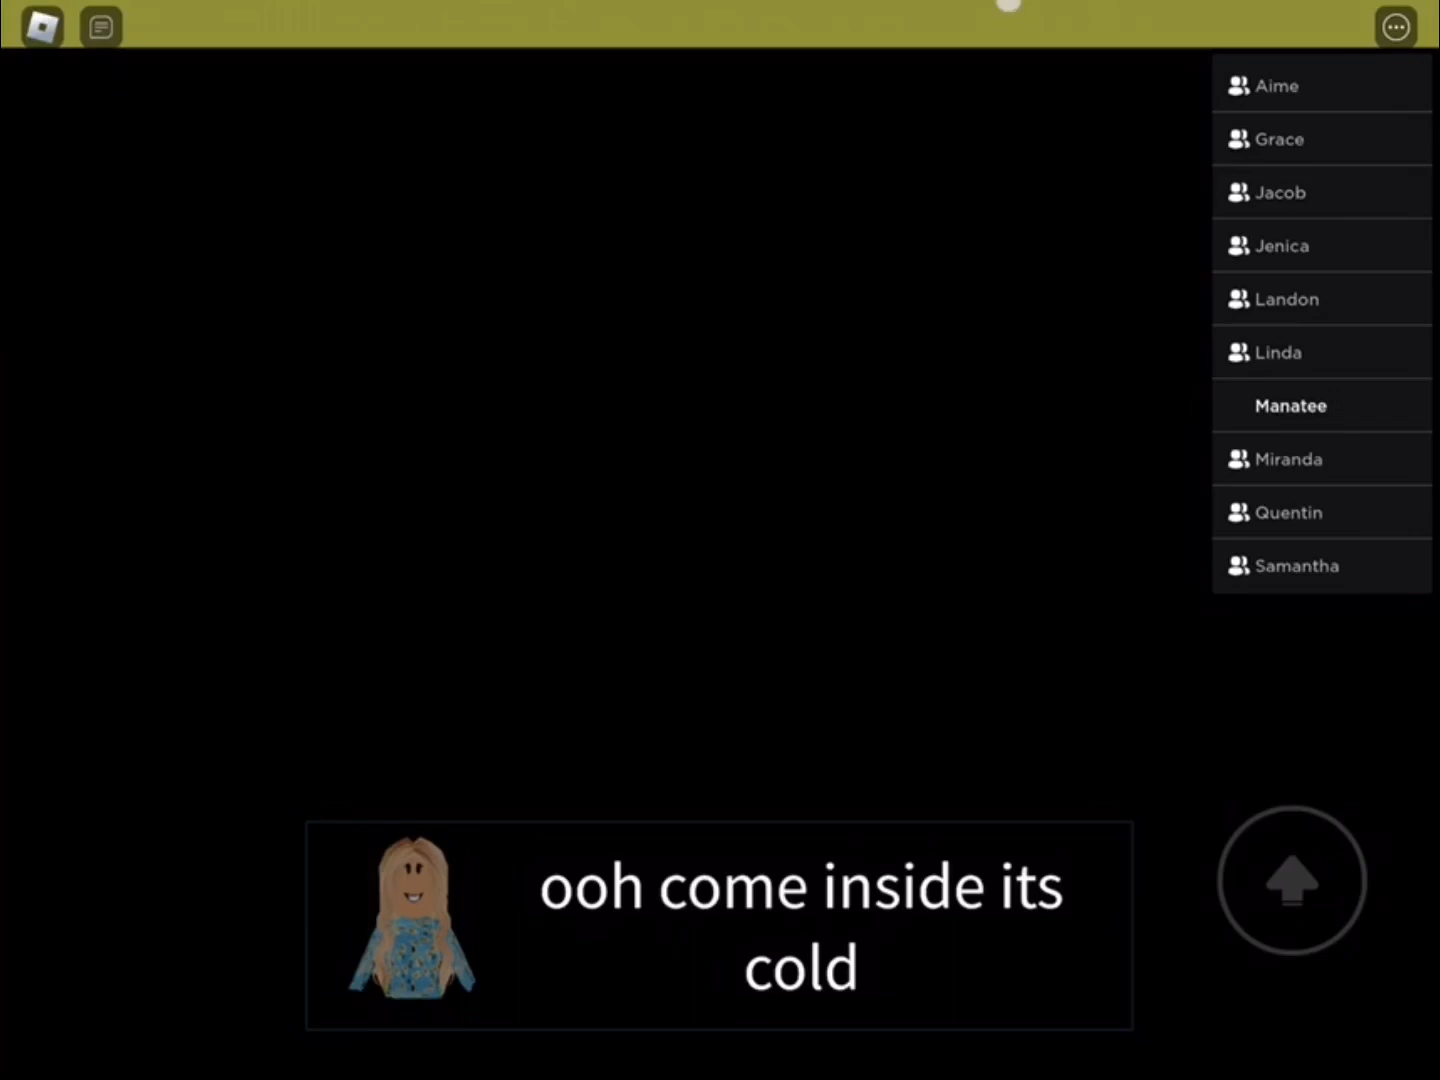 Aime
Grace
Jacob
Jenica
Landon
Linda
Manatee
Miranda
Quentin
Samantha
ooh come inside its
cold